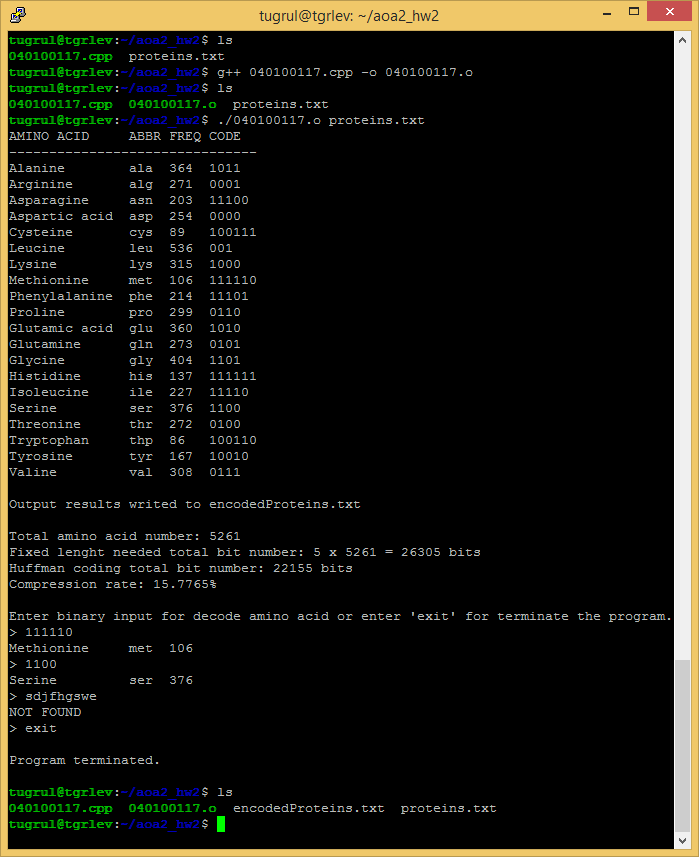 tugrul@tgrlev: ~/aoa2_hw2
tugrul@tgrlev:~/aoa2_hw2$ ls
040100117.cpp  proteins.txt
tugrul@tgrlev:~/aoa2_hw2$ g++ 040100117.cpp -o 040100117.o
tugrul@tgrlev:~/aoa2_hw2$ ls
040100117.cpp  040100117.o  proteins.txt
tugrul@tgrlev:~/aoa2_hw2$ ./040100117.o proteins.txt
AMINO ACID     ABBR FREQ CODE
-------------------------------
Alanine        ala  364  1011
Arginine       alg  271  0001
Asparagine     asn  203  11100
Aspartic acid  asp  254  0000
Cysteine       cys  89   100111
Leucine        leu  536  001
Lysine         lys  315  1000
Methionine     met  106  111110
Phenylalanine  phe  214  11101
Proline        pro  299  0110
Glutamic acid  glu  360  1010
Glutamine      gln  273  0101
Glycine        gly  404  1101
Histidine      his  137  111111
Isoleucine     ile  227  11110
Serine         ser  376  1100
Threonine      thr  272  0100
Tryptophan     thp  86   100110
Tyrosine       tyr  167  10010
Valine         val  308  0111
Output results writed to encodedProteins.txt
Total amino acid number: 5261
Fixed lenght needed total bit number: 5 x 5261 = 26305 bits
Huffman coding total bit number: 22155 bits
Compression rate: 15.7765%
Enter binary input for decode amino acid or enter 'exit' for terminate the program.
> 111110
Methionine     met  106
> 1100
Serine         ser  376
> sdjfhgswe
NOT FOUND
> exit
Program terminated.
tugrul@tgrlev:~/aoa2_hw2$ ls
040100117.cpp  040100117.o  encodedProteins.txt  proteins.txt
tugrul@tgrlev:~/aoa2_hw2$